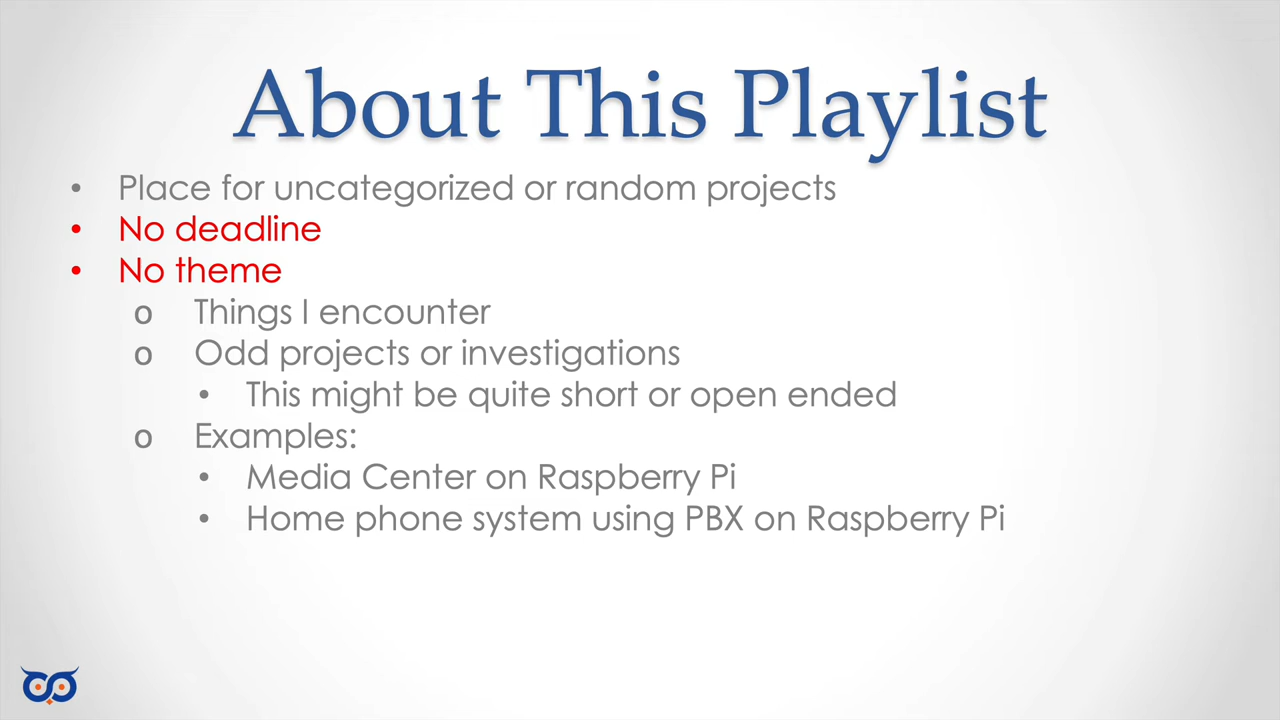 About This Playlist
• Place for uncategorized or random projects
• No deadline
• No theme
o Things I encounter
o Odd projects or investigations
• This might be quite short or open ended
o Examples:
• Media Center on Raspberry Pi
• Home phone system using PBX on Raspberry Pi